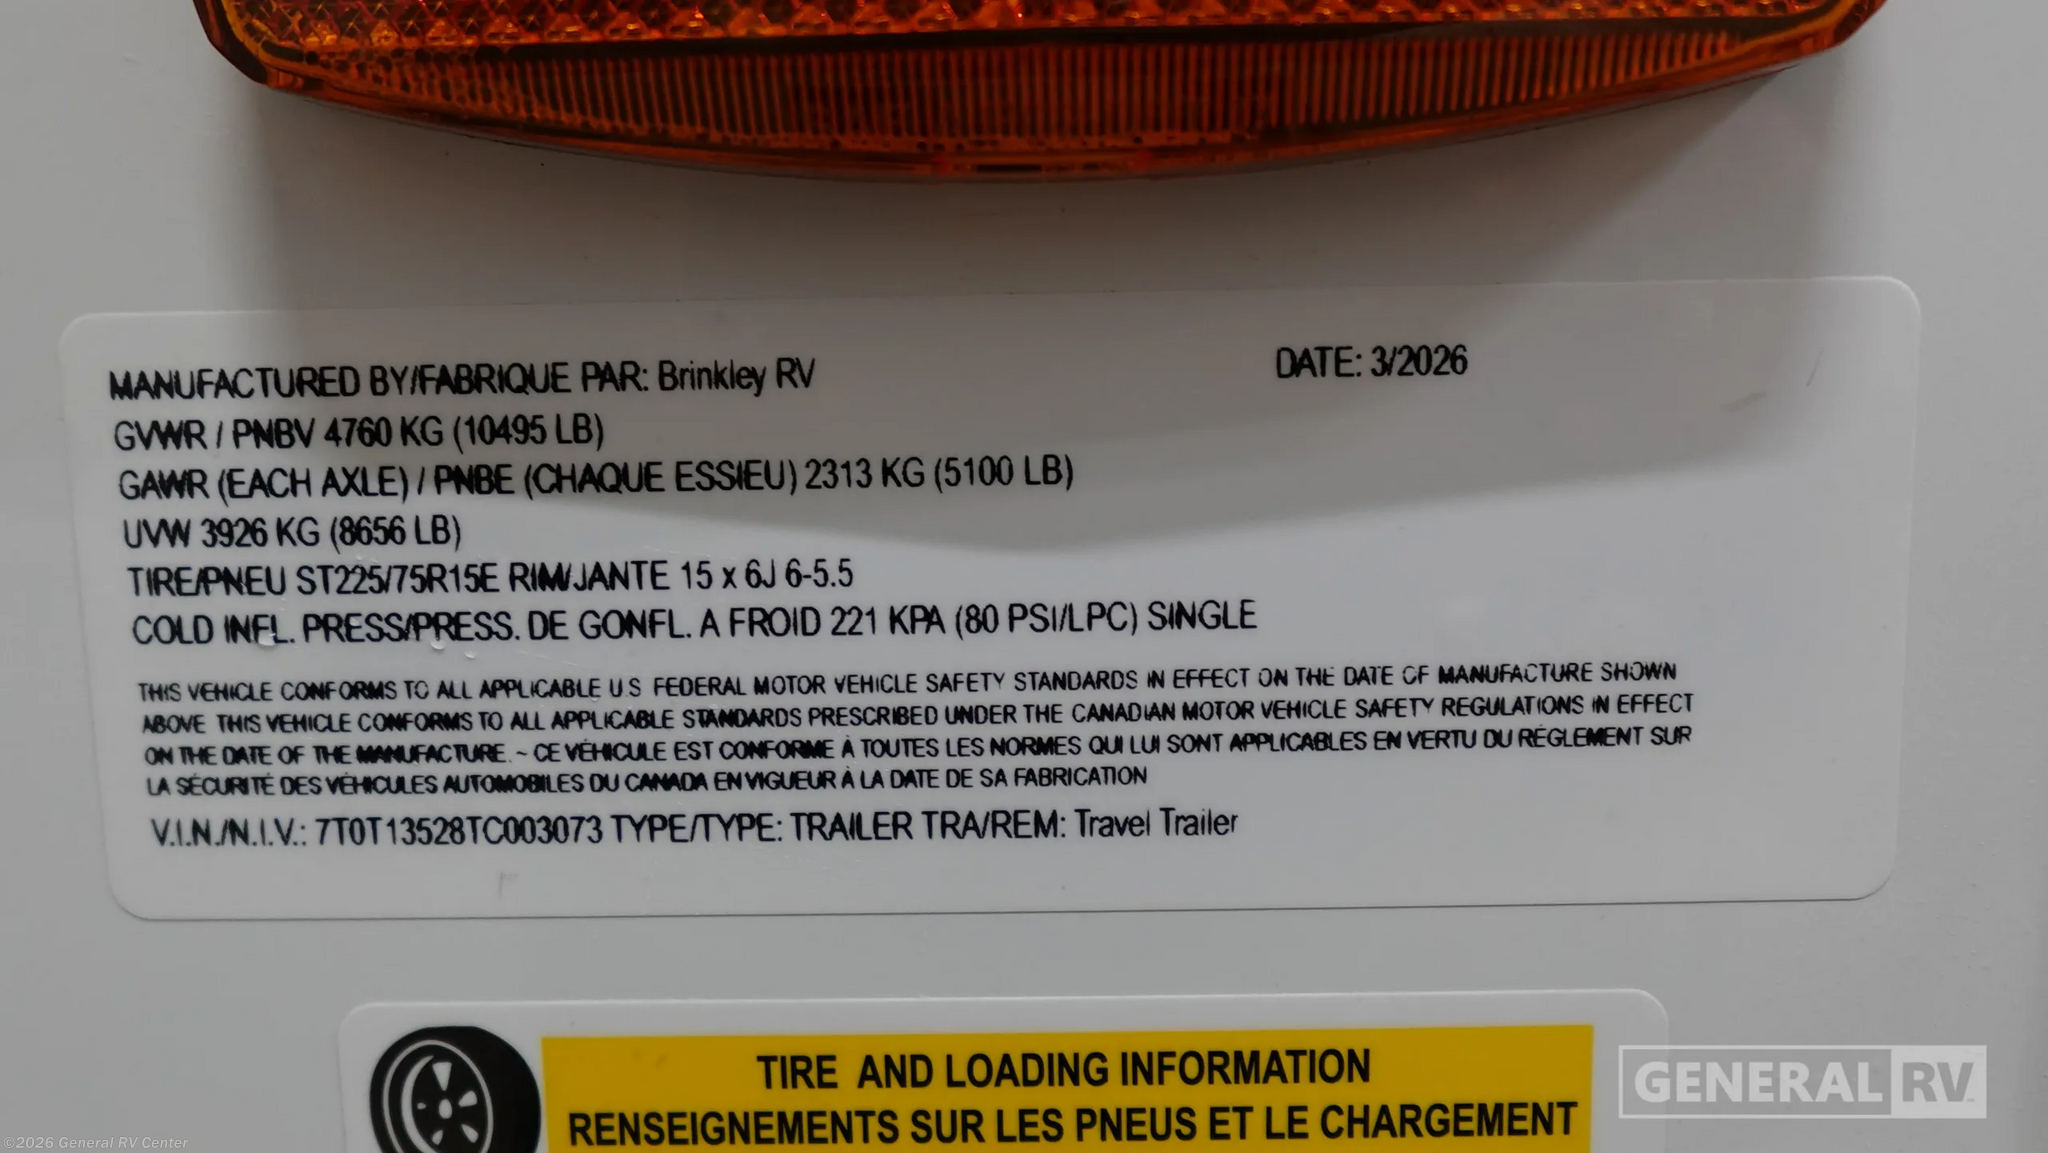 MANUFACTURED BY/FABRIQUE PAR: Brinkley RV
DATE: 3/2026
GVWR / PNBV 4760 KG (10495 LB)
GAWR (EACH AXLE) / PNBE (CHAQUE ESSIEU) 2313 KG (5100 LB)
UVW 3926 KG (8656 LB)
TIRE/PNEU ST225/75R15E RIM/JANTE 15 x 6J 6-5.5
COLD INFL. PRESS/PRESS. DE GONFL. A FROID 221 KPA (80 PSI/LPC) SINGLE
THIS VEHICLE CONFORMS TO ALL APPLICABLE U.S FEDERAL MOTOR VEHICLE SAFETY STANDARDS IN EFFECT ON THE DATE OF MANUFACTURE SHOWN
ABOVE THIS VEHICLE CONFORMS TO ALL APPLICABLE STANDARDS PRESCRIBED UNDER THE CANADIAN MOTOR VEHICLE SAFETY REGULATIONS IN EFFECT
ON THE DATE OF THE MANUFACTURE. ~ CE VÉHICULE EST CONFORME À TOUTES LES NORMES QUI LUI SONT APPLICABLES EN VERTU DU RÉGLEMENT SUR
LA SÉCURITÉ DES VÉHICULES AUTOMOBILES DU CANADA EN VIGUEUR À LA DATE DE SA FABRICATION
V.I.N./N.I.V.: 7T0T13528TC003073 TYPE/TYPE: TRAILER TRA/REM: Travel Trailer
TIRE AND LOADING INFORMATION
RENSEIGNEMENTS SUR LES PNEUS ET LE CHARGEMENT
GENERAL RV
©2026 General RV Center